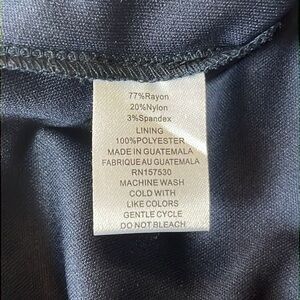 77%Rayon
20%Nylon
3%Spandex
LINING
100%POLYESTER
MADE IN GUATEMALA
FABRIQUE AU GUATEMALA
RN157530
MACHINE WASH
COLD WITH
LIKE COLORS
GENTLE CYCLE
DO NOT BLEACH